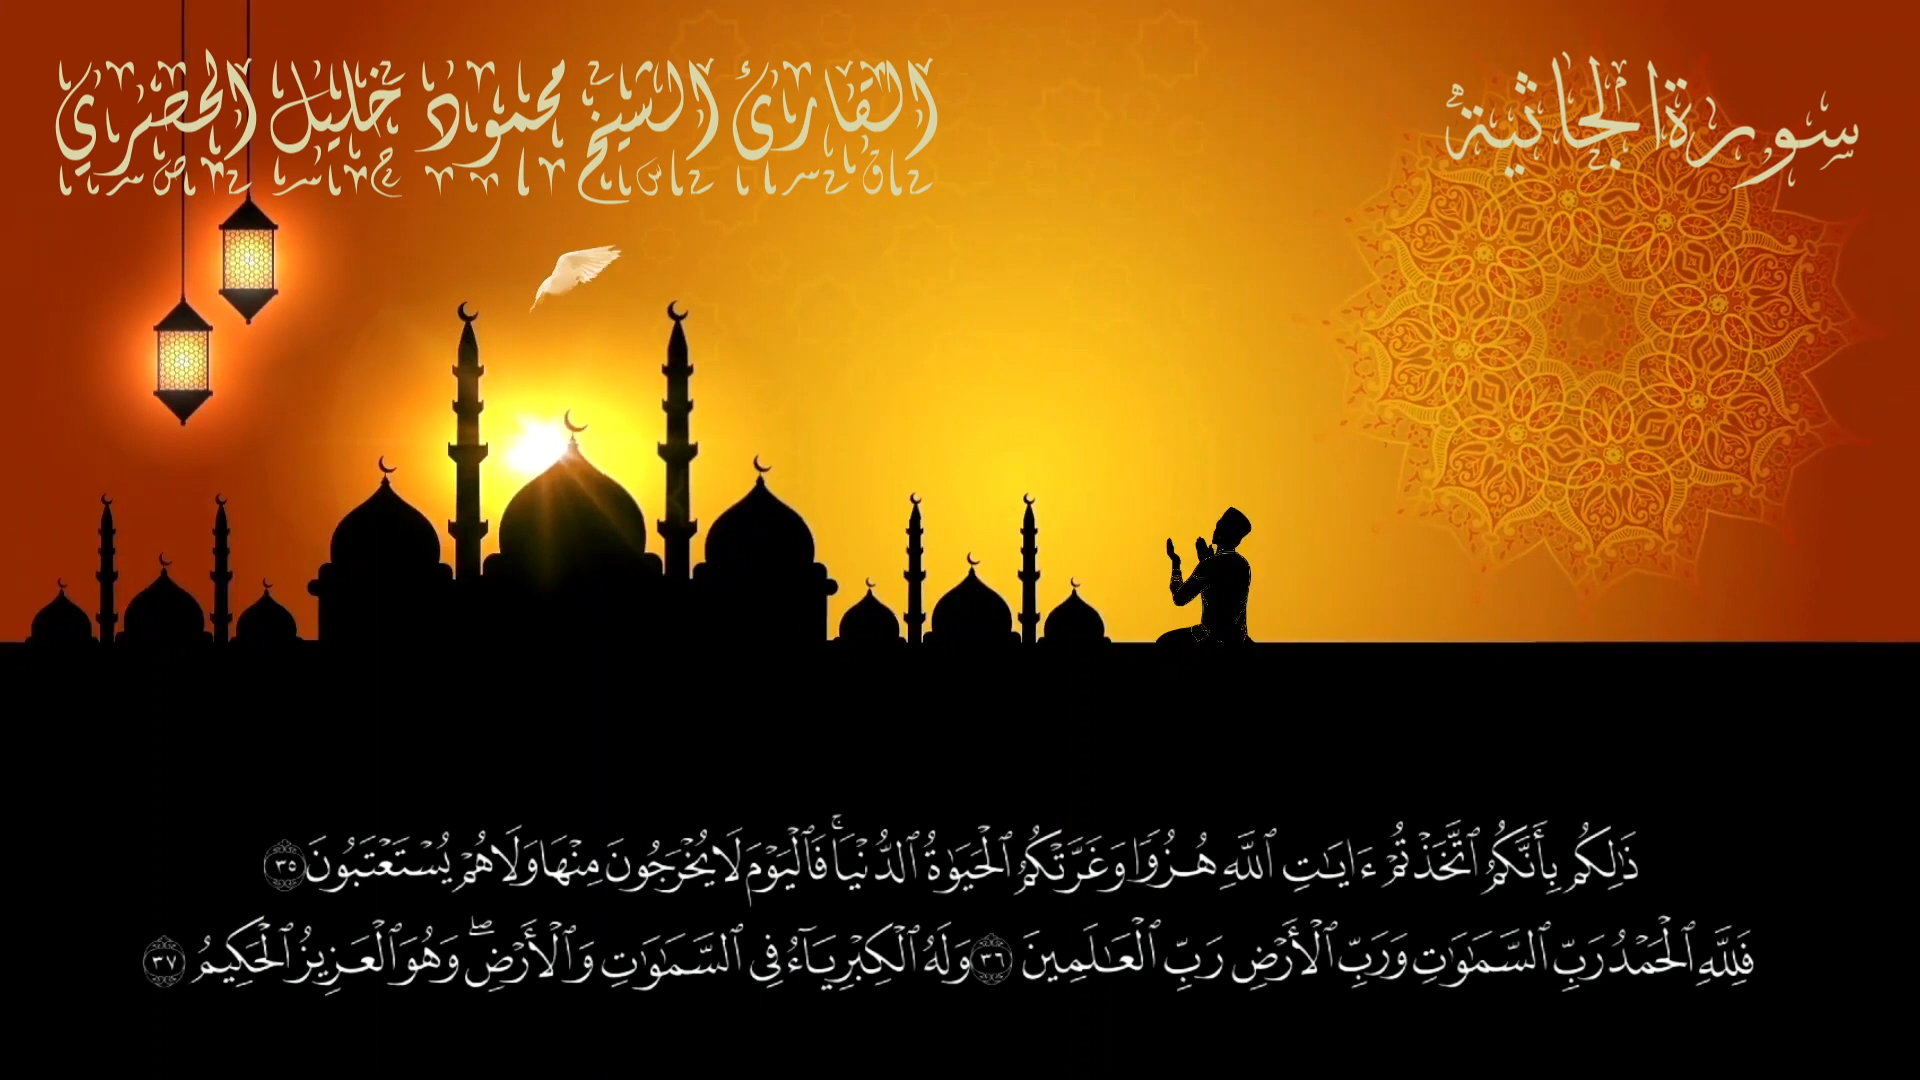 سورة الجاثية
القارئ الشيخ محمود خليل الحصري
ذَٰلِكُم بِأَنَّكُمُ ٱتَّخَذْتُمْ ءَايَـٰتِ ٱللَّهِ هُزُوًا وَغَرَّتْكُمُ ٱلْحَيَوٰةُ ٱلدُّنْيَا ۚ فَٱلْيَوْمَ لَا يُخْرَجُونَ مِنْهَا وَلَا هُمْ يُسْتَعْتَبُونَ ٣٥
فَلِلَّهِ ٱلْحَمْدُ رَبِّ ٱلسَّمَـٰوَٰتِ وَرَبِّ ٱلْأَرْضِ رَبِّ ٱلْعَـٰلَمِينَ ٣٦ وَلَهُ ٱلْكِبْرِيَآءُ فِى ٱلسَّمَـٰوَٰتِ وَٱلْأَرْضِ ۖ وَهُوَ ٱلْعَزِيزُ ٱلْحَكِيمُ ٣٧